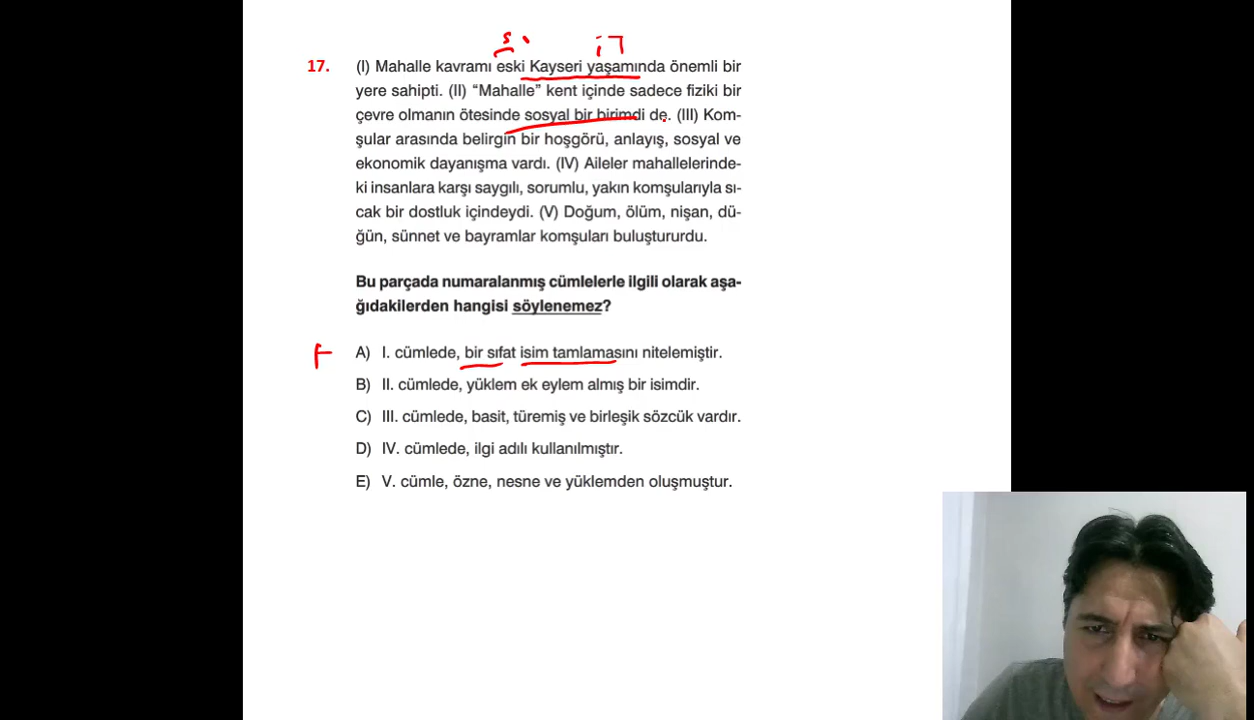 s.
iT
17. (I) Mahalle kavramı eski Kayseri yaşamında önemli bir
yere sahipti. (II) “Mahalle” kent içinde sadece fiziki bir
çevre olmanın ötesinde sosyal bir birimdi de. (III) Kom-
şular arasında belirgin bir hoşgörü, anlayış, sosyal ve
ekonomik dayanışma vardı. (IV) Aileler mahallelerinde-
ki insanlara karşı saygılı, sorumlu, yakın komşularıyla sı-
cak bir dostluk içindeydi. (V) Doğum, ölüm, nişan, dü-
ğün, sünnet ve bayramlar komşuları buluştururdu.
Bu parçada numaralanmış cümlelerle ilgili olarak aşa-
ğıdakilerden hangisi söylenemez?
A) I. cümlede, bir sıfat isim tamlamasını nitelemiştir.
B) II. cümlede, yüklem ek eylem almış bir isimdir.
C) III. cümlede, basit, türemiş ve birleşik sözcük vardır.
D) IV. cümlede, ilgi adılı kullanılmıştır.
E) V. cümle, özne, nesne ve yüklemden oluşmuştur.